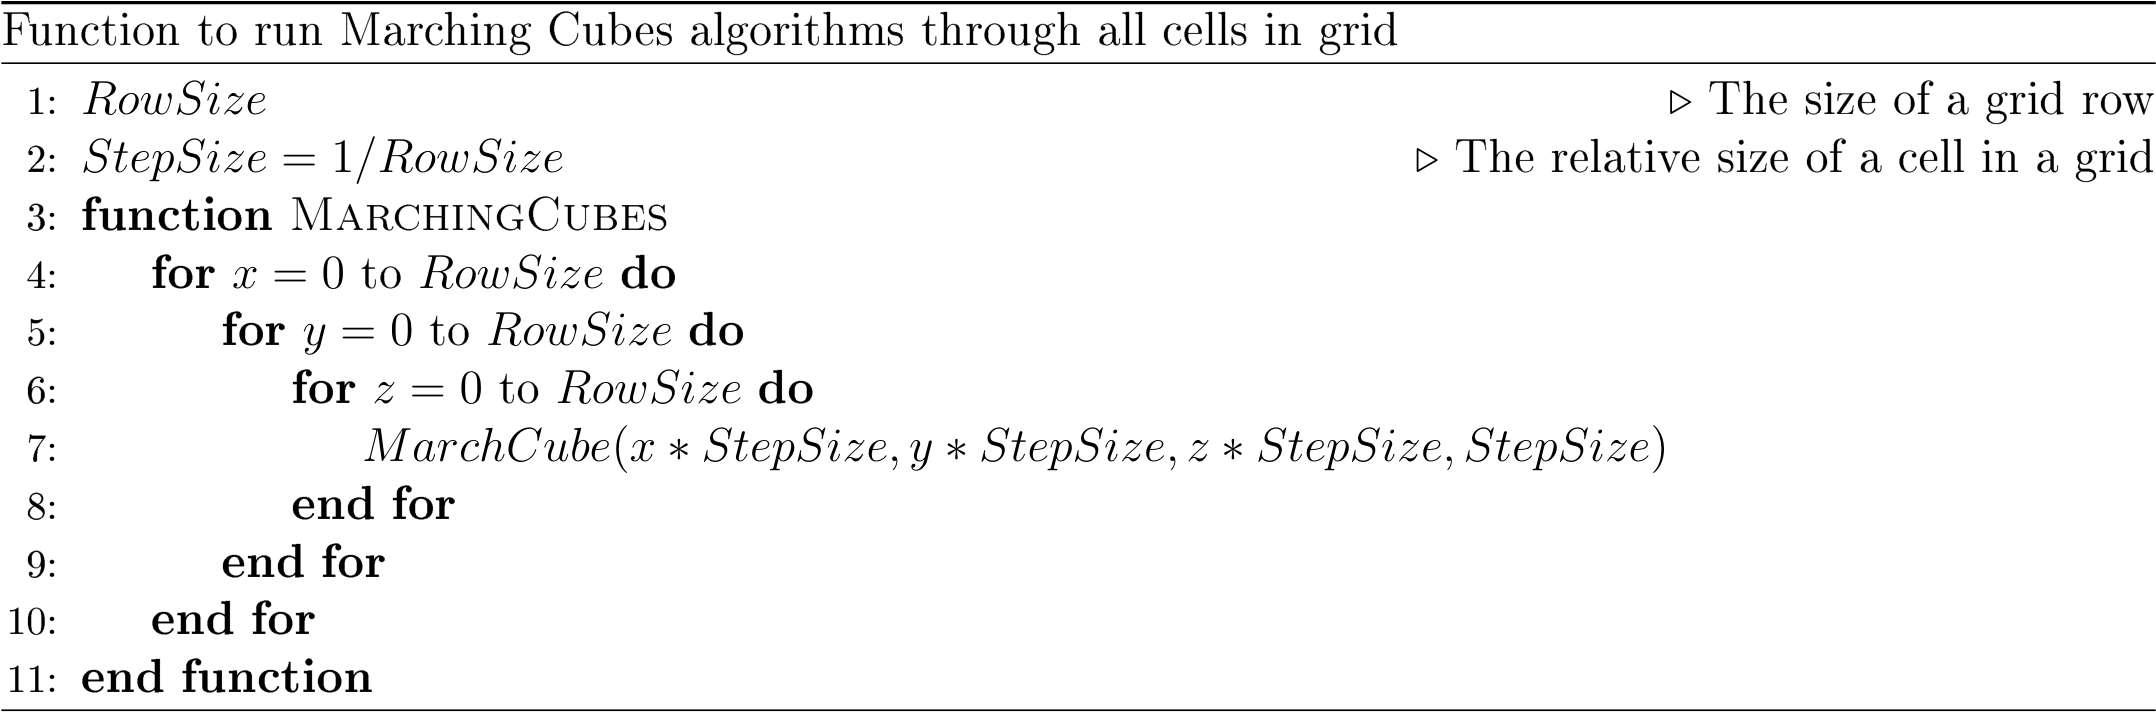 Function to run Marching Cubes algorithms through all cells in grid
1: RowSize ▷ The size of a grid row
2: StepSize = 1/RowSize ▷ The relative size of a cell in a grid
3: function MARCHINGCUBES
4: for x = 0 to RowSize do
5: for y = 0 to RowSize do
6: for z = 0 to RowSize do
7: MarchCube(x ∗ StepSize, y ∗ StepSize, z ∗ StepSize, StepSize)
8: end for
9: end for
10: end for
11: end function